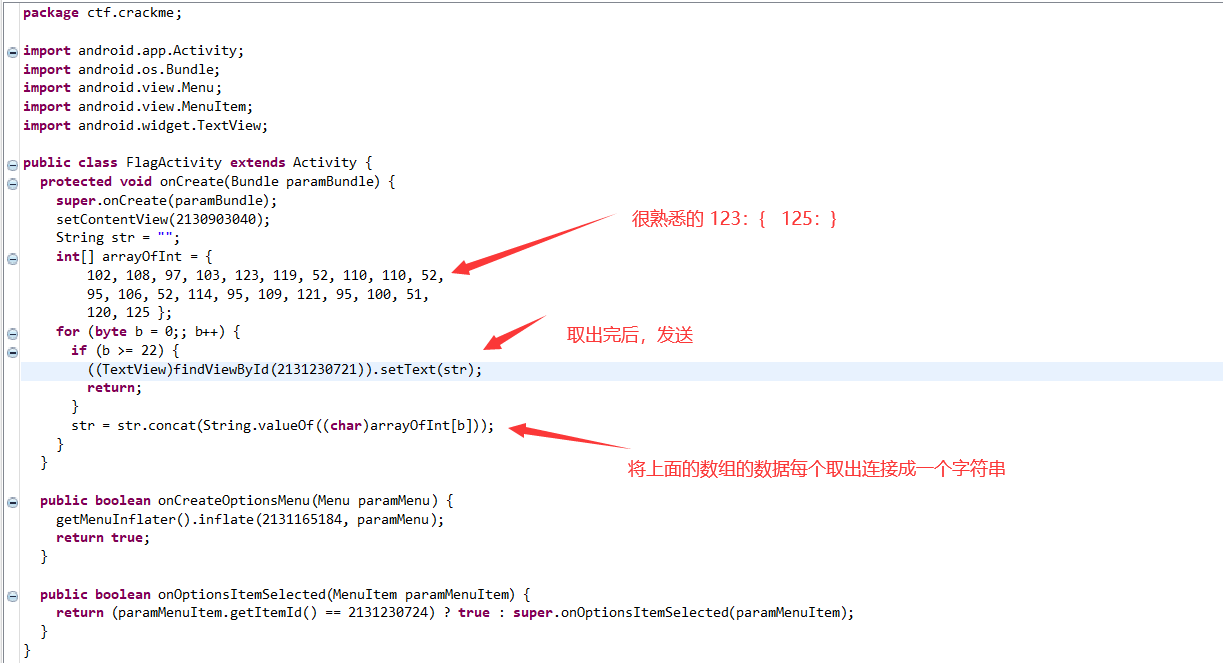 package ctf.crackme;
import android.app.Activity;
import android.os.Bundle;
import android.view.Menu;
import android.view.MenuItem;
import android.widget.TextView;
public class FlagActivity extends Activity {
protected void onCreate(Bundle paramBundle) {
super.onCreate(paramBundle);
setContentView(2130903040);
很熟悉的 123：{   125：}
String str = "";
int[] arrayOfInt = {
102, 108, 97, 103, 123, 119, 52, 110, 110, 52,
95, 106, 52, 114, 95, 109, 121, 95, 100, 51,
120, 125 };
for (byte b = 0;; b++) {
取出完后，发送
if (b >= 22) {
((TextView)findViewById(2131230721)).setText(str);
return;
}
str = str.concat(String.valueOf((char)arrayOfInt[b]));
}
将上面的数组的数据每个取出连接成一个字符串
}
public boolean onCreateOptionsMenu(Menu paramMenu) {
getMenuInflater().inflate(2131165184, paramMenu);
return true;
}
public boolean onOptionsItemSelected(MenuItem paramMenuItem) {
return (paramMenuItem.getItemId() == 2131230724) ? true : super.onOptionsItemSelected(paramMenuItem);
}
}